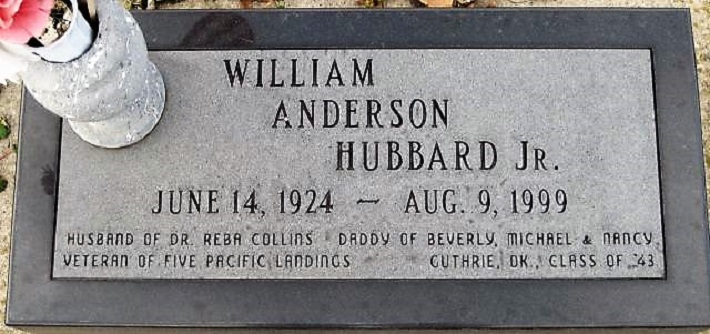 WILLIAM
ANDERSON
HUBBARD JR.
JUNE 14, 1924 ~ AUG. 9, 1999
HUSBAND OF DR. REBA COLLINS DADDY OF BEVERLY, MICHAEL & NANCY
VETERAN OF FIVE PACIFIC LANDINGS GUTHRIE, OK., CLASS OF '43